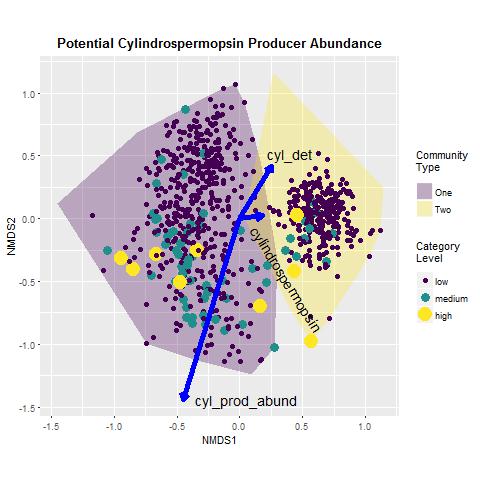 Potential Cylindrospermopsin Producer Abundance
1.0
0.5
0.0
-0.5
-1.0
-1.5
NMDS2
cyl_det
cylindrospermopsin
cyl_prod_abund
-1.5
-1.0
-0.5
0.0
0.5
1.0
NMDS1
Community
Type
One
Two
Category
Level
low
medium
high